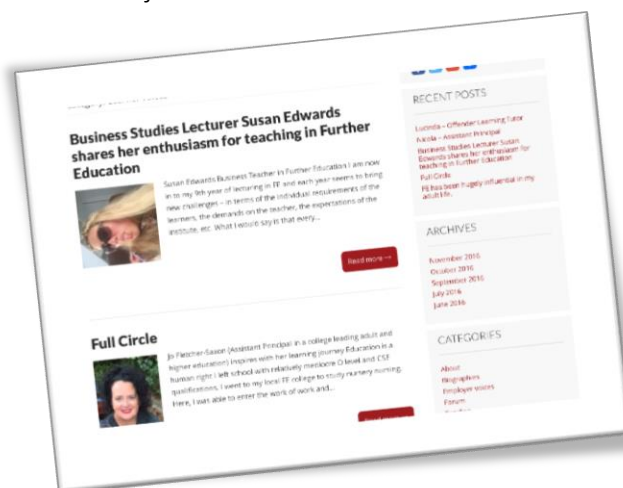 Business Studies Lecturer Susan Edwards
shares her enthusiasm for teaching in Further
Education
Susan Edwards Business Teacher in Further Education I am now
in to my 9th year of lecturing in FE and each year seems to bring
new challenges – in terms of the individual requirements of the
learners, the demands on the teacher, the expectations of the
institute, etc. What I would say is that every...
Read more →
Full Circle
Jo Fletcher-Saxon (Assistant Principal in a college leading adult and
higher education) inspires with her learning journey Education is a
human right I left school with relatively mediocre O level and CSE
qualifications, I went to my local FE college to study nursery nursing.
Here, I was able to enter the work of work and...
RECENT POSTS
Lucinda – Offender Learning Tutor
Nicola – Assistant Principal
Business Studies Lecturer Susan
Edwards shares her enthusiasm for
teaching in Further Education
Full Circle
FE has been hugely influential in my
adult life.
ARCHIVES
November 2016
October 2016
September 2016
July 2016
June 2016
CATEGORIES
About
Biographies
Employer voices
Forum